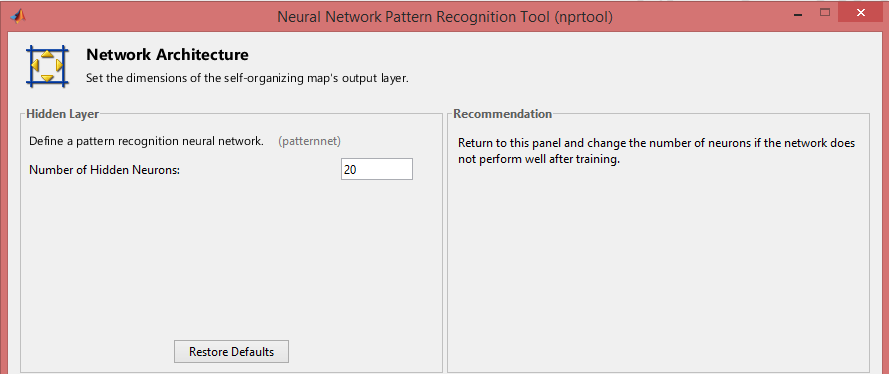 Neural Network Pattern Recognition Tool (nprtool)
Network Architecture
Set the dimensions of the self-organizing map's output layer.
Hidden Layer
Define a pattern recognition neural network. (patternnet)
Number of Hidden Neurons: 20
Restore Defaults
Recommendation
Return to this panel and change the number of neurons if the network does
not perform well after training.